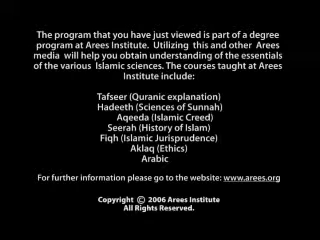 The program that you have just viewed is part of a degree
program at Arees Institute. Utilizing this and other Arees
media will help you obtain understanding of the essentials
of the various Islamic sciences. The courses taught at Arees
Institute include:
Tafseer (Quranic explanation)
Hadeeth (Sciences of Sunnah)
Aqeeda (Islamic Creed)
Seerah (History of Islam)
Fiqh (Islamic Jurisprudence)
Aklaq (Ethics)
Arabic
For further information please go to the website: www.arees.org
Copyright © 2006 Arees Institute
All Rights Reserved.